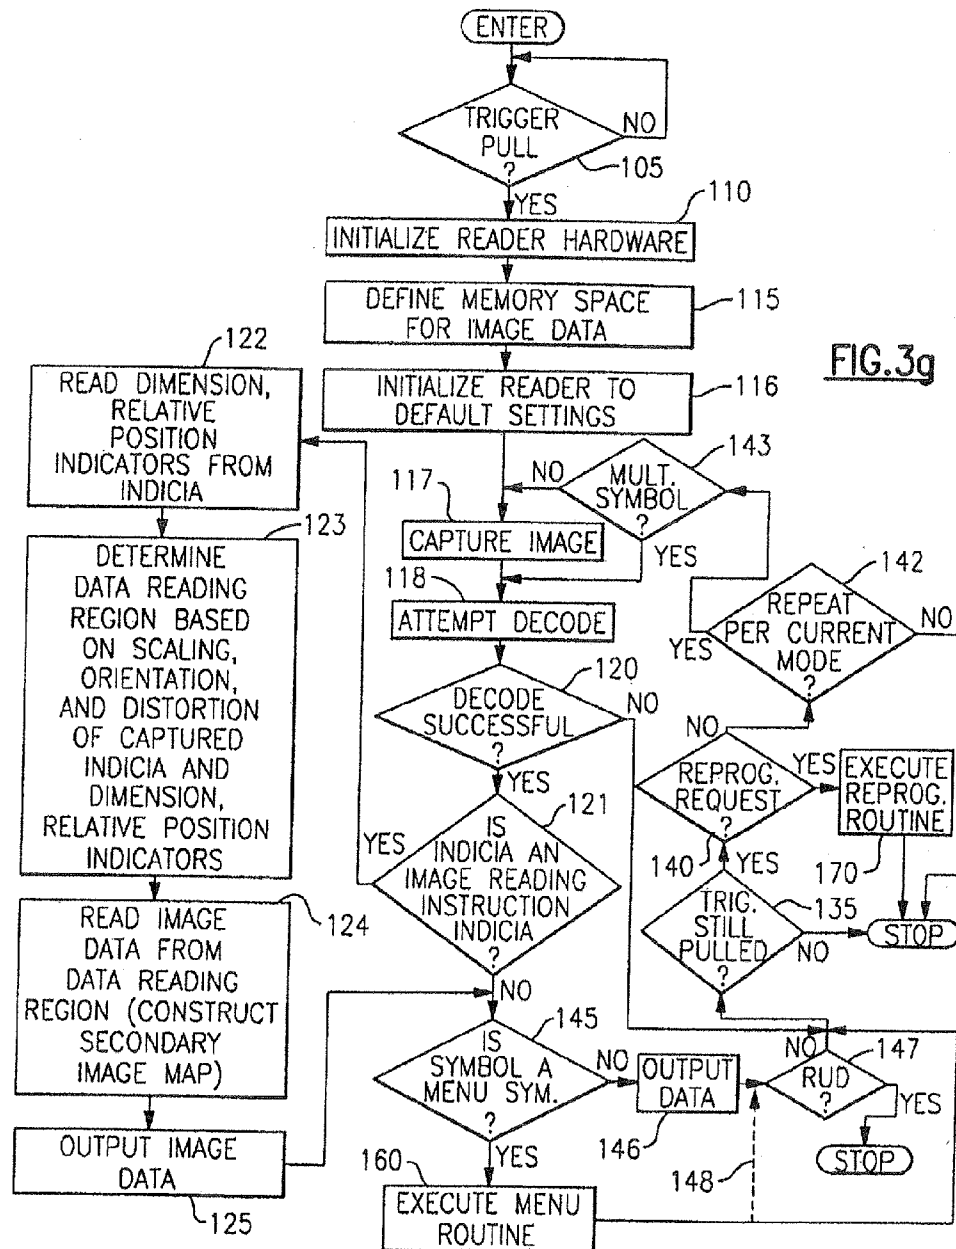 ENTER
TRIGGER
PULL
?
NO
105
YES
110
INITIALIZE READER HARDWARE
DEFINE MEMORY SPACE
FOR IMAGE DATA
115
122
READ DIMENSION,
RELATIVE
POSITION
INDICATORS FROM
INDICIA
INITIALIZE READER TO
DEFAULT SETTINGS
116
FIG.3g
143
NO
MULT.
SYMBOL
?
YES
117
CAPTURE IMAGE
123
DETERMINE
DATA READING
REGION BASED
ON SCALING,
ORIENTATION,
AND DISTORTION
OF CAPTURED
INDICIA AND
DIMENSION,
RELATIVE POSITION
INDICATORS
118
ATTEMPT DECODE
142
REPEAT
PER CURRENT
MODE
?
YES
NO
120
DECODE
SUCCESSFUL
?
NO
YES
NO
REPROG.
REQUEST
?
YES
EXECUTE
REPROG.
ROUTINE
140
YES
170
121
IS
INDICIA AN
IMAGE READING
INSTRUCTION
INDICIA
?
YES
NO
TRIG.
STILL
PULLED
?
135
NO
STOP
READ IMAGE
DATA FROM
DATA READING
REGION (CONSTRUCT
SECONDARY
IMAGE MAP)
124
145
IS
SYMBOL A
MENU SYM.
?
NO
YES
OUTPUT
DATA
146
NO
147
RUD
?
YES
STOP
148
OUTPUT IMAGE
DATA
125
160
EXECUTE MENU
ROUTINE